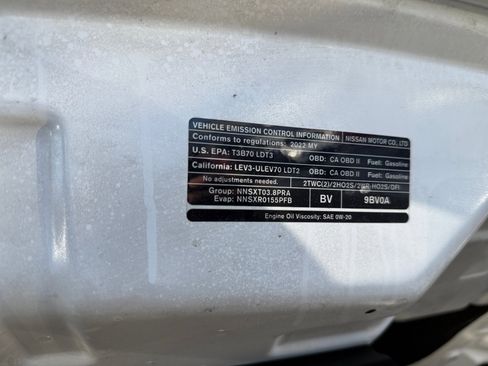 VEHICLE EMISSION CONTROL INFORMATION NISSAN MOTOR CO., LTD
Conforms to regulations: 2022 MY
U.S. EPA: T3B70 LDT3 OBD: CA OBD II Fuel: Gasoline
California: LEV3-ULEV70 LDT2 OBD: CA OBD II Fuel: Gasoline
No adjustments needed. 2TWC(2)/2HO2S/2WR-HO2S/DFI
Group: NNSXT03.8PRA BV 9BV0A
Evap: NNSXR0155PFB
Engine Oil Viscosity: SAE 0W-20